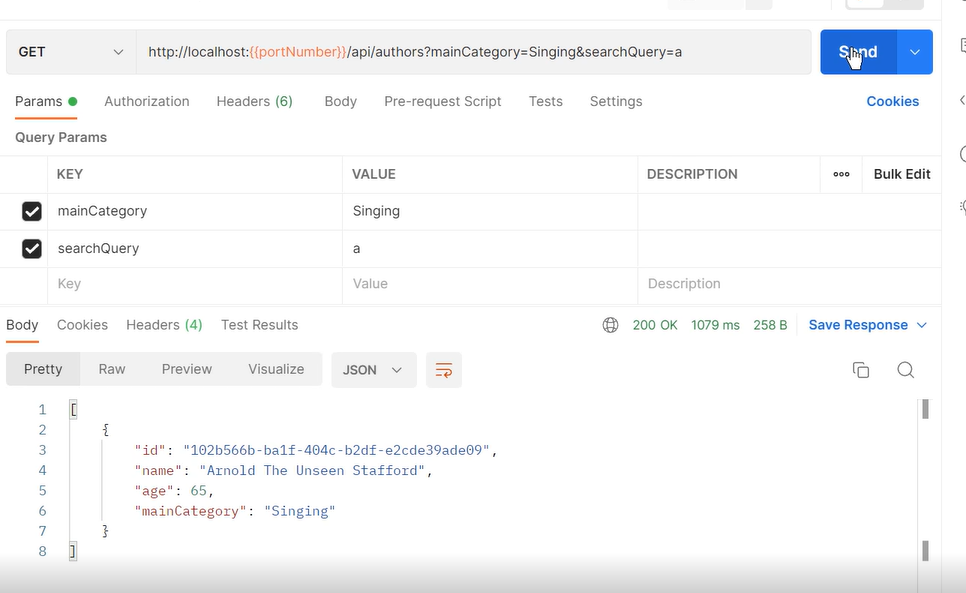 GET http://localhost:{{portNumber}}/api/authors?mainCategory=Singing&searchQuery=a Send
Params Authorization Headers (6) Body Pre-request Script Tests Settings Cookies
Query Params
KEY VALUE DESCRIPTION ooo Bulk Edit
mainCategory Singing
searchQuery a
Key Value Description
Body Cookies Headers (4) Test Results 200 OK 1079 ms 258 B Save Response
Pretty Raw Preview Visualize JSON
1 [
2 {
3 "id": "102b566b-ba1f-404c-b2df-e2cde39ade09",
4 "name": "Arnold The Unseen Stafford",
5 "age": 65,
6 "mainCategory": "Singing"
7 }
8 ]